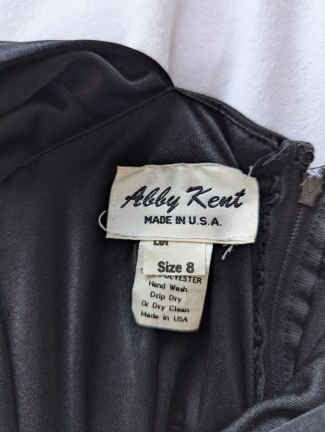 Abby Kent
MADE IN U.S.A.
Size 8
POLYESTER
Hand Wash
Drip Dry
Or Dry Clean
Made in USA